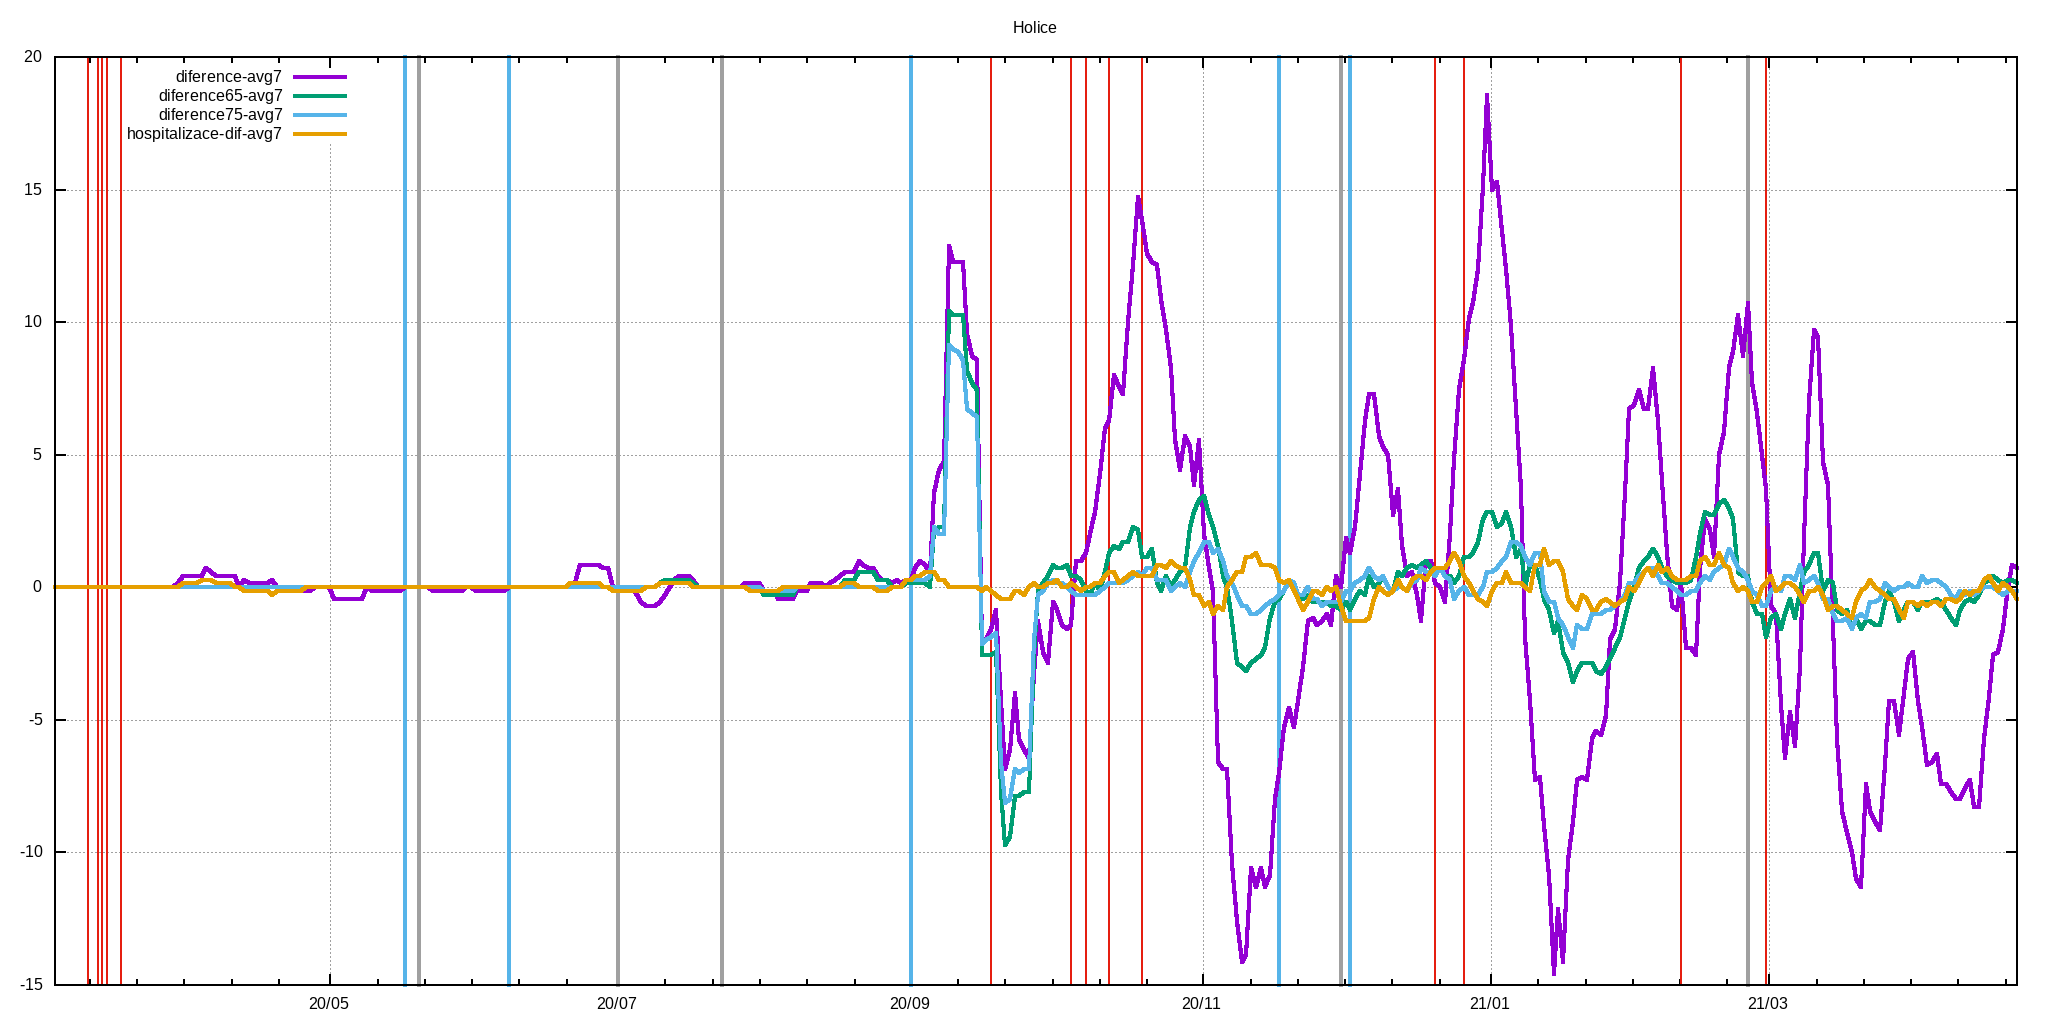 Holice
diference-avg7
diference65-avg7
diference75-avg7
hospitalizace-dif-avg7
20
15
10
5
0
-5
-10
-15
20/05 20/07 20/09 20/11 21/01 21/03